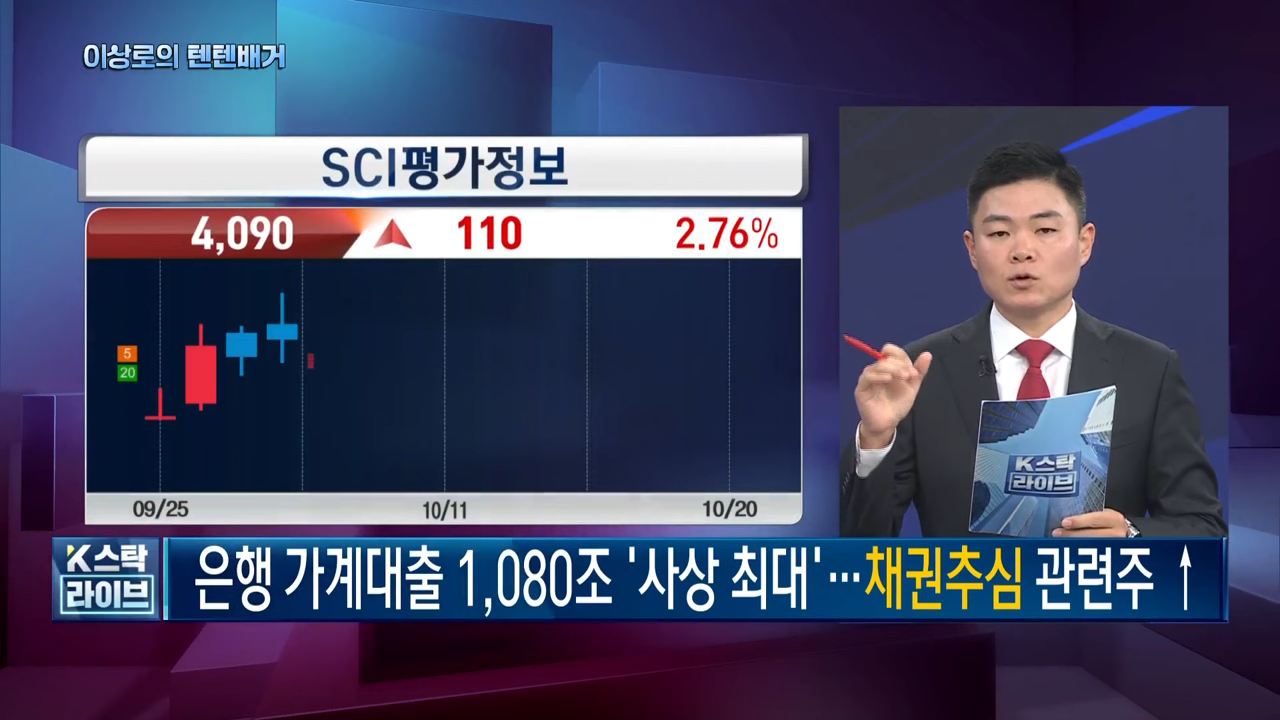 이상로의 텐텐배거
SCI평가정보
4,090 ▲ 110 2.76%
5
20
09/25 10/11 10/20
K스탁
라이브
K스탁
라이브
은행 가계대출 1,080조 '사상 최대'…채권추심 관련주 ↑